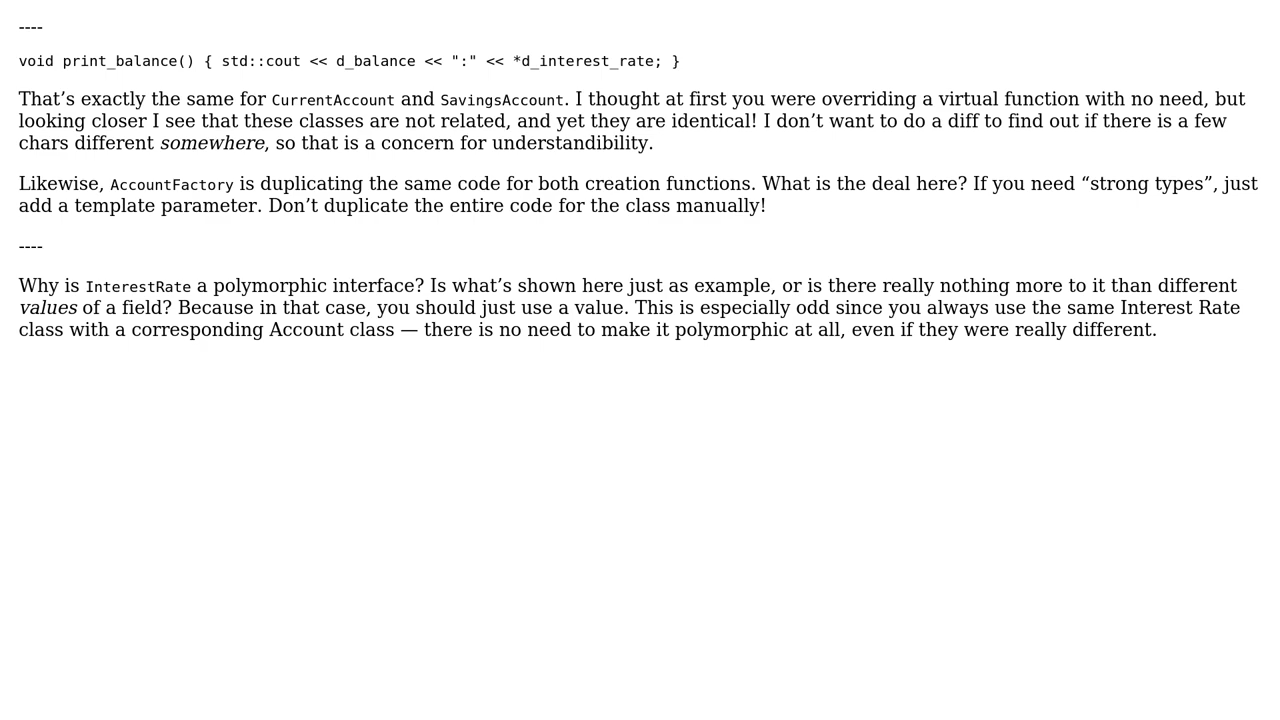 ----
void print_balance() { std::cout << d_balance << ":" << *d_interest_rate; }
That’s exactly the same for CurrentAccount and SavingsAccount. I thought at first you were overriding a virtual function with no need, but
looking closer I see that these classes are not related, and yet they are identical! I don’t want to do a diff to find out if there is a few
chars different somewhere, so that is a concern for understandibility.
Likewise, AccountFactory is duplicating the same code for both creation functions. What is the deal here? If you need “strong types”, just
add a template parameter. Don’t duplicate the entire code for the class manually!
----
Why is InterestRate a polymorphic interface? Is what’s shown here just as example, or is there really nothing more to it than different
values of a field? Because in that case, you should just use a value. This is especially odd since you always use the same Interest Rate
class with a corresponding Account class — there is no need to make it polymorphic at all, even if they were really different.